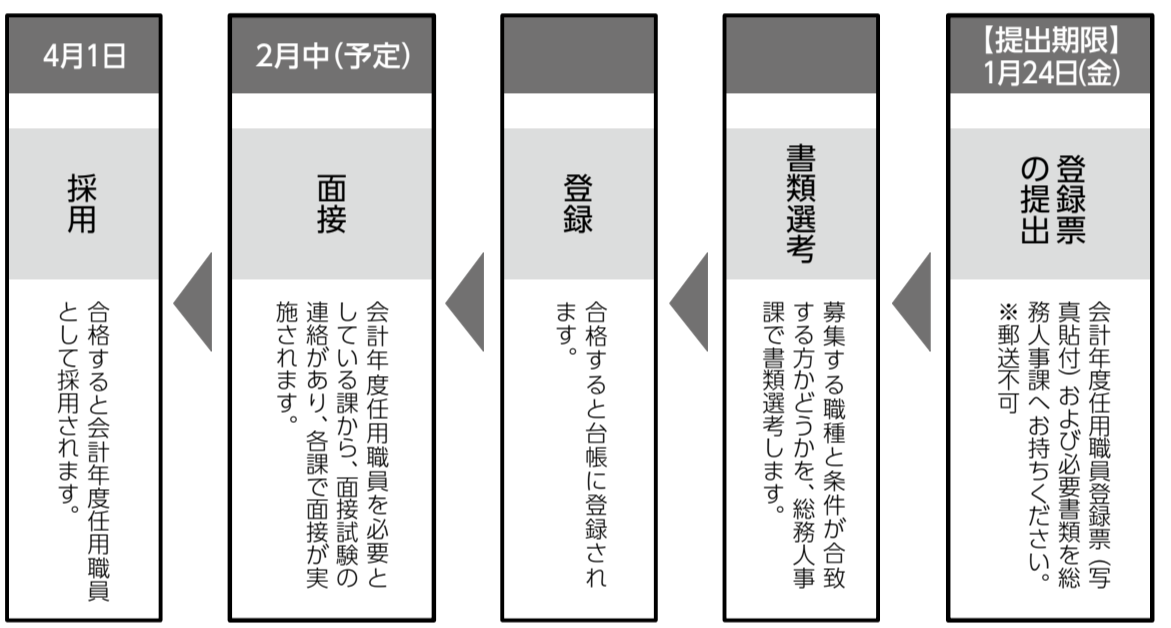 【提出期限】
1月24日(金)
登録票
の提出
会計年度任用職員登録票（写
真貼付）および必要書類を総
務人事課へお持ちください。
※郵送不可
書類選考
募集する職種と条件が合致
する方かどうかを、総務人事
課で書類選考します。
登録
合格すると台帳に登録され
ます。
2月中（予定）
面接
会計年度任用職員を必要と
している課から、面接試験の
連絡があり、各課で面接が実
施されます。
4月1日
採用
合格すると会計年度任用職員
として採用されます。